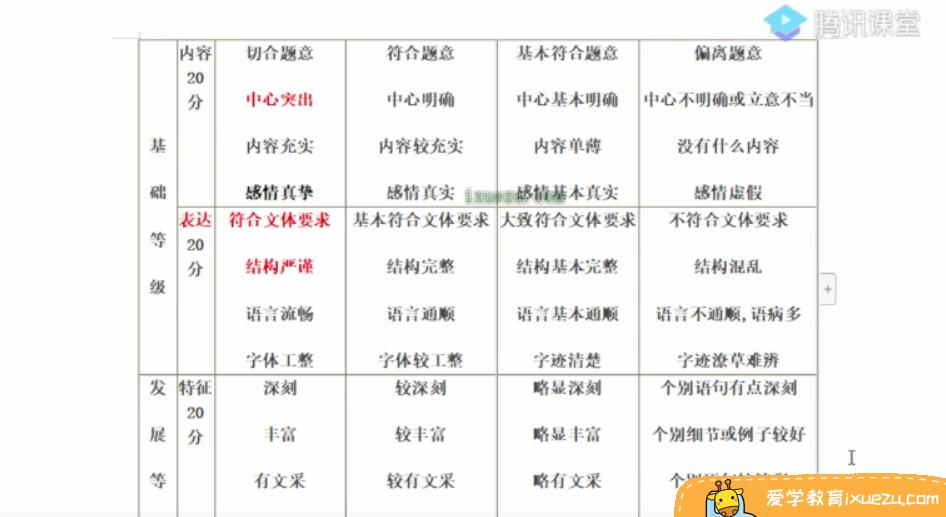 腾讯课堂
内容 切合题意 符合题意 基本符合题意 偏离题意
20
分 中心突出 中心明确 中心基本明确 中心不明确或立意不当
基 内容充实 内容较充实 内容单薄 没有什么内容
础 感情真挚 感情真实 感情基本真实 感情虚假
表达 符合文体要求 基本符合文体要求 大致符合文体要求 不符合文体要求
等 20
分 结构严谨 结构完整 结构基本完整 结构混乱
级 语言流畅 语言通顺 语言基本通顺 语言不通顺,语病多
字体工整 字体较工整 字迹清楚 字迹潦草难辨
发 特征 深刻 较深刻 略显深刻 个别语句有点深刻
20
展 分 丰富 较丰富 略显丰富 个别细节或例子较好
等 有文采 较有文采 略有文采
爱学教育ixuezu.com